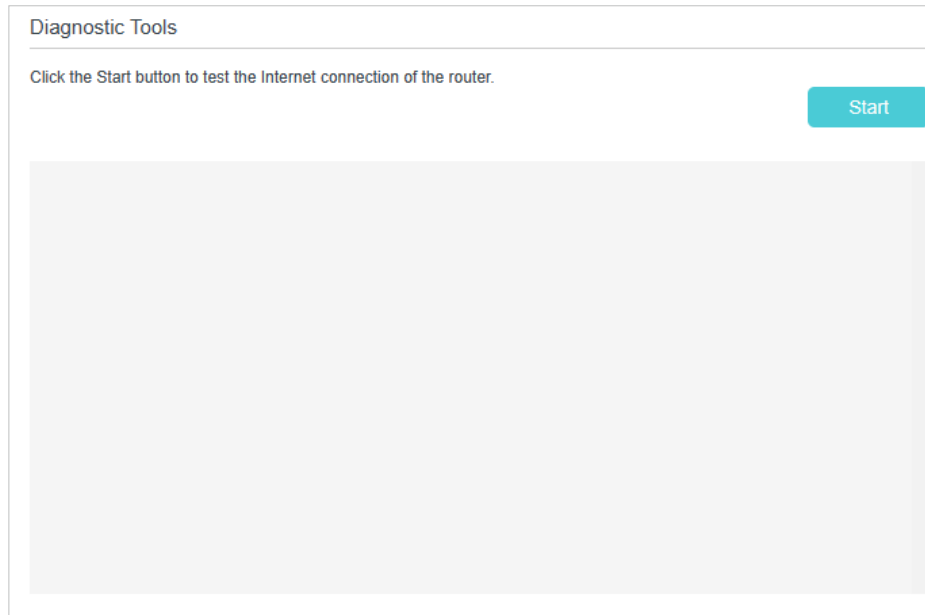 Diagnostic Tools
Click the Start button to test the Internet connection of the router.
Start